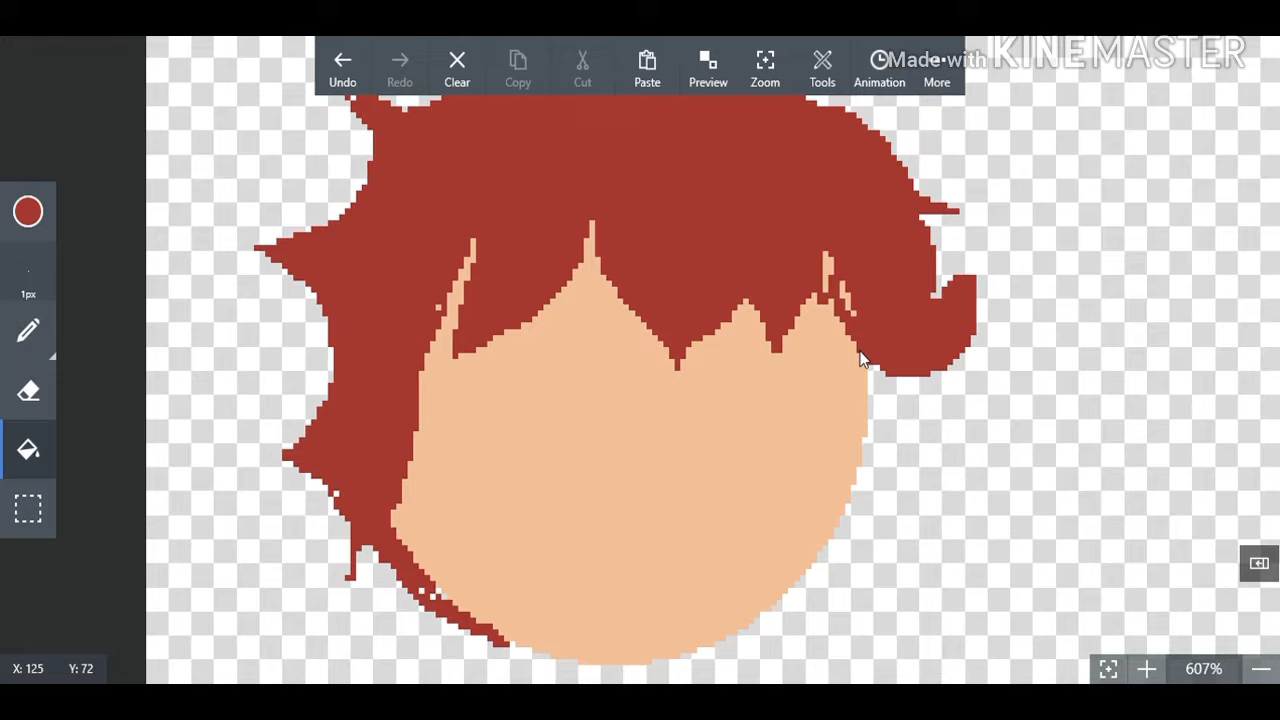 Undo Redo Clear Copy Cut Paste Preview Zoom Tools Animation More
Made with KINEMASTER
1px
X: 125 Y: 72
607%